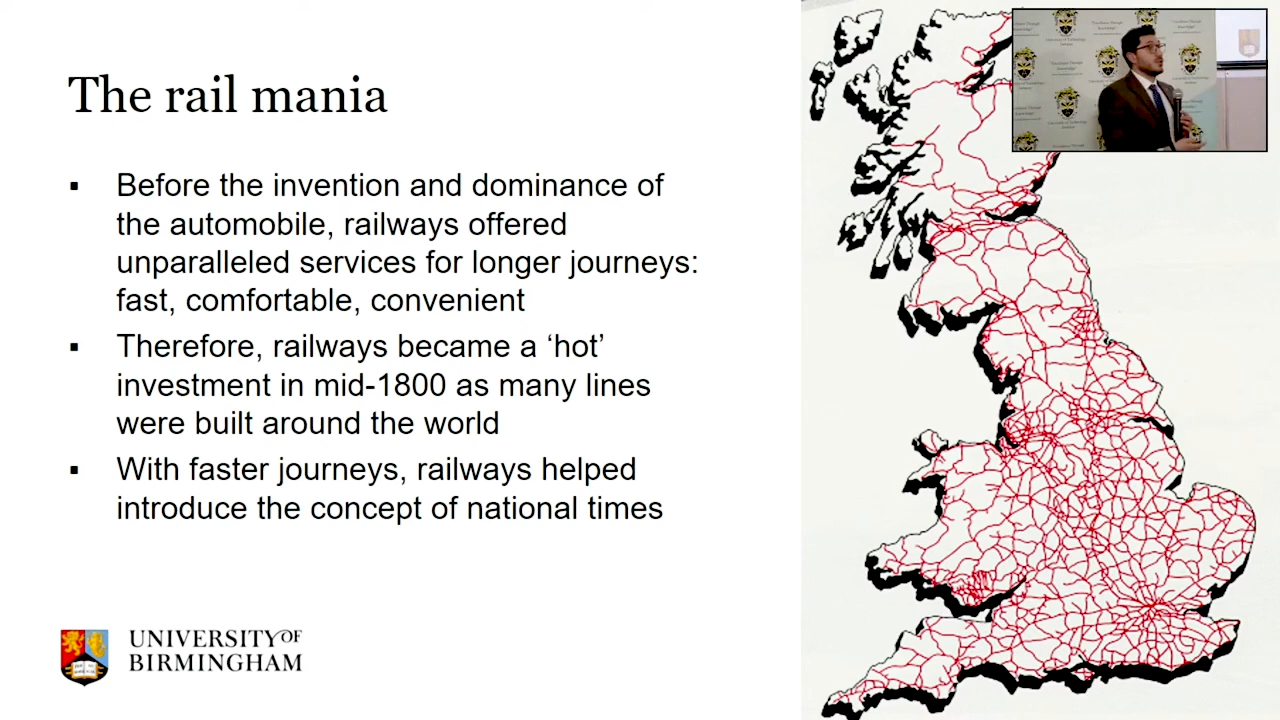 The rail mania
▪ Before the invention and dominance of
the automobile, railways offered
unparalleled services for longer journeys:
fast, comfortable, convenient
▪ Therefore, railways became a ‘hot’
investment in mid-1800 as many lines
were built around the world
▪ With faster journeys, railways helped
introduce the concept of national times
UNIVERSITYOF
BIRMINGHAM